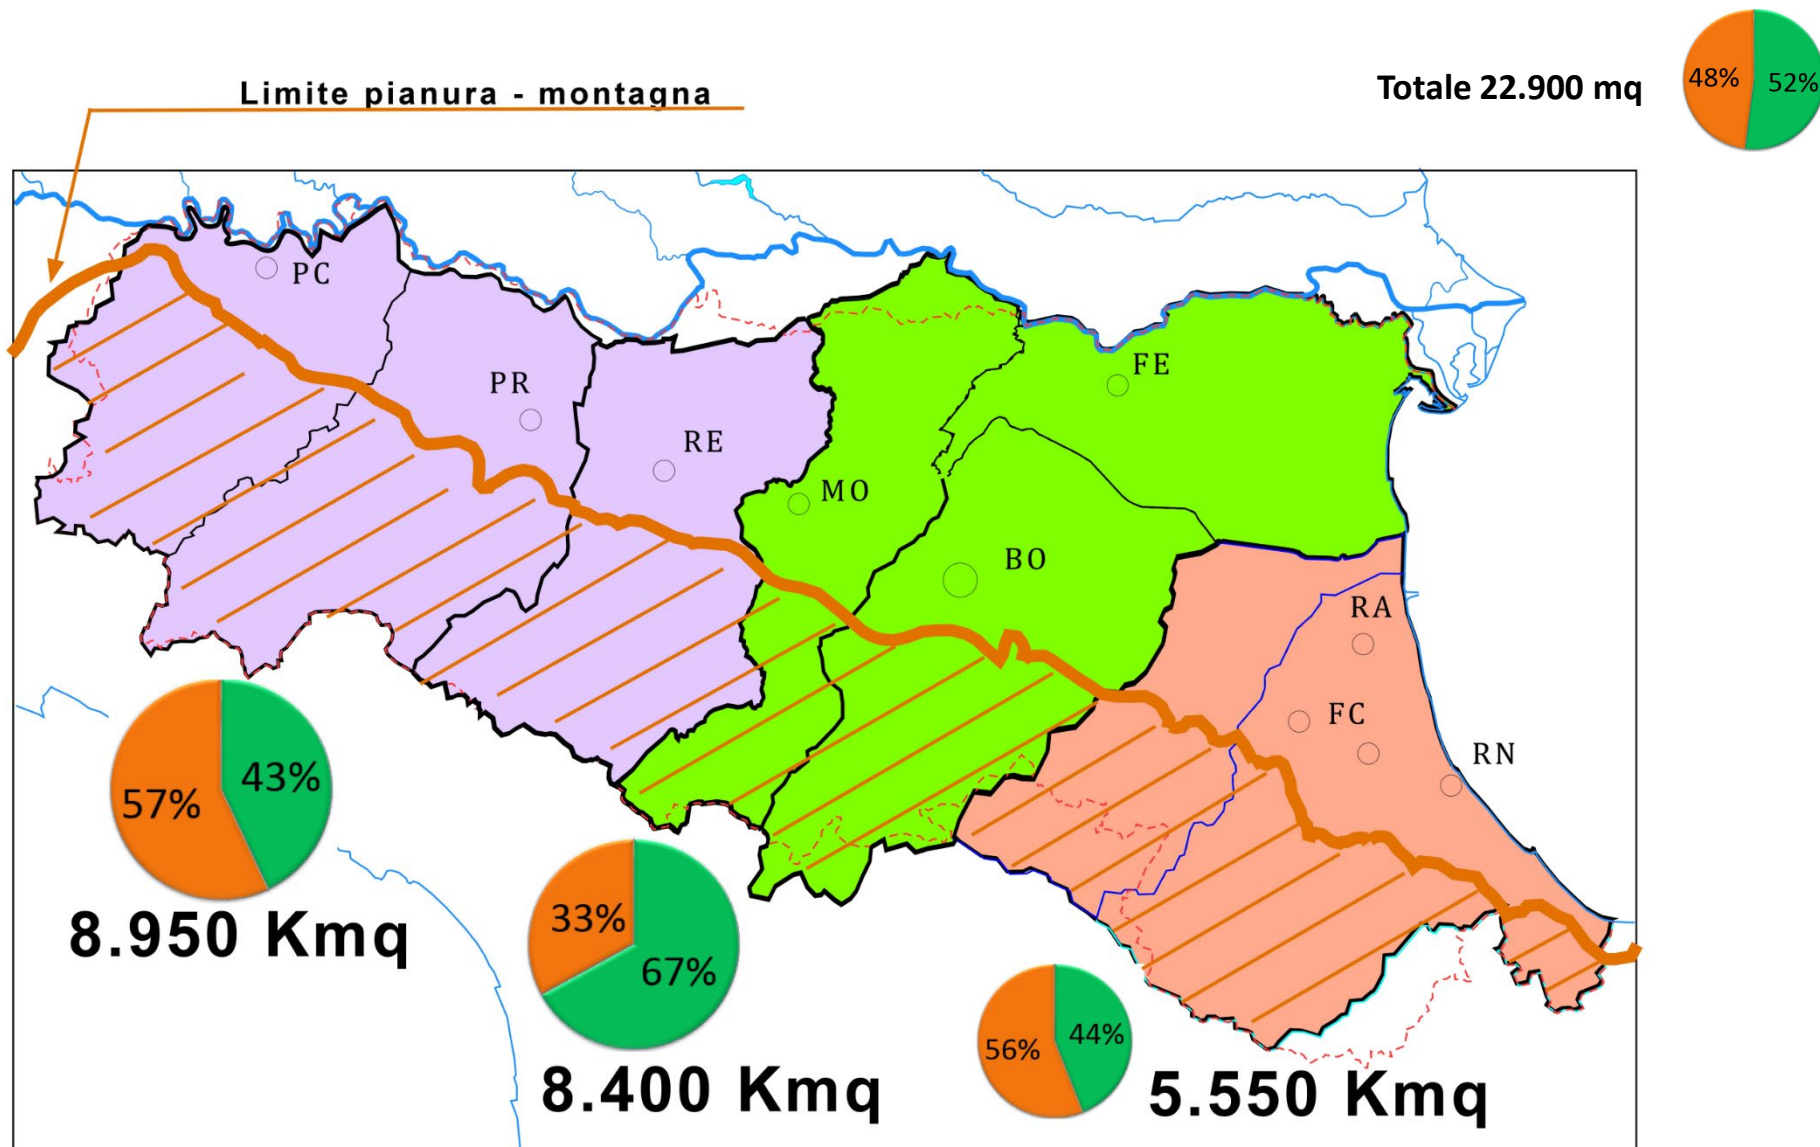 Limite pianura - montagna
Totale 22.900 mq
48%
52%
PC
PR
RE
MO
FE
BO
RA
FC
RN
57%
43%
8.950 Kmq
33%
67%
8.400 Kmq
56%
44%
5.550 Kmq